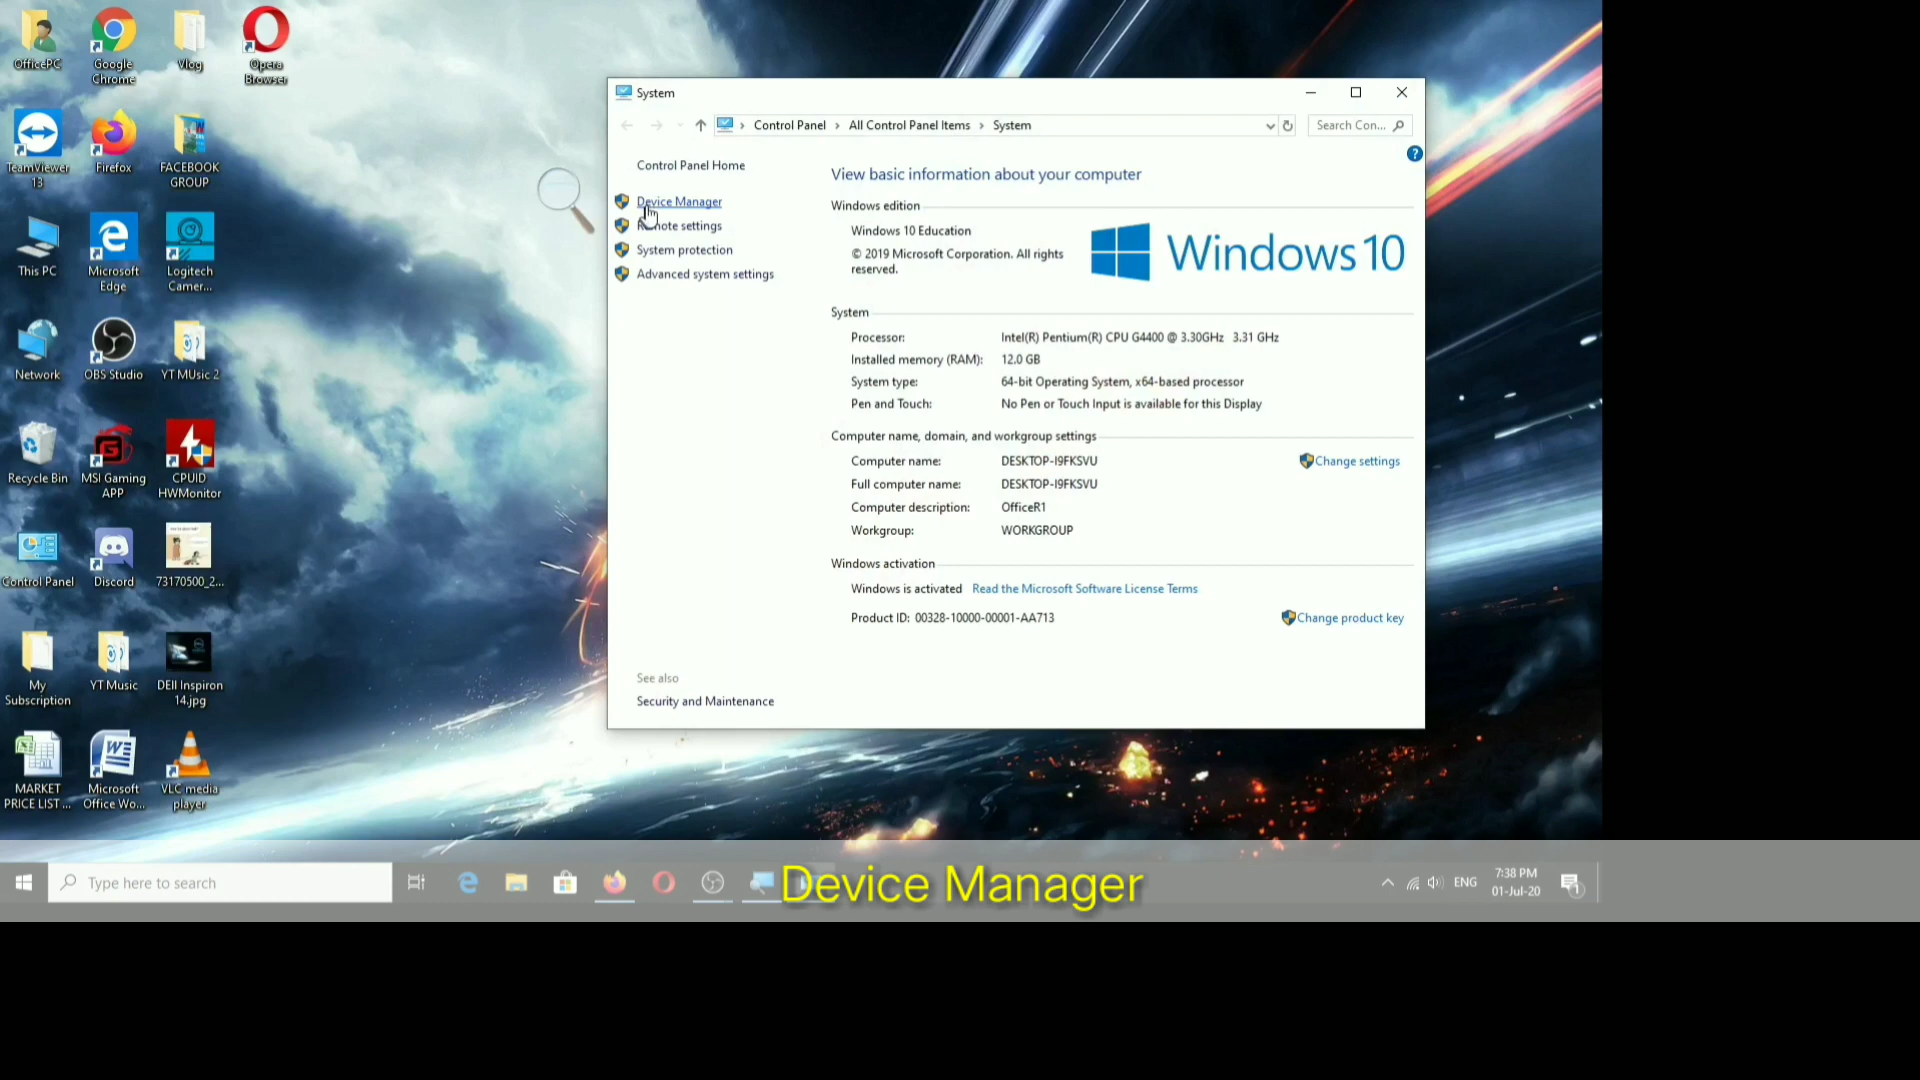 OfficePC
Google
Chrome
Vlog
Opera
Browser
TeamViewer
13
Firefox
FACEBOOK
GROUP
This PC
Microsoft
Edge
Logitech
Camer...
Network
OBS Studio
YT MUsic 2
Recycle Bin
MSI Gaming
APP
CPUID
HWMonitor
Control Panel
Discord
73170500_2...
My
Subscription
YT Music
DEll Inspiron
14.jpg
MARKET
PRICE LIST ...
Microsoft
Office Wo...
VLC media
player
System
Control Panel > All Control Panel Items > System
Search Con...
Control Panel Home
Device Manager
Remote settings
System protection
Advanced system settings
See also
Security and Maintenance
View basic information about your computer
Windows edition
Windows 10 Education
© 2019 Microsoft Corporation. All rights
reserved.
Windows 10
System
Processor: Intel(R) Pentium(R) CPU G4400 @ 3.30GHz 3.31 GHz
Installed memory (RAM): 12.0 GB
System type: 64-bit Operating System, x64-based processor
Pen and Touch: No Pen or Touch Input is available for this Display
Computer name, domain, and workgroup settings
Computer name: DESKTOP-I9FKSVU
Change settings
Full computer name: DESKTOP-I9FKSVU
Computer description: OfficeR1
Workgroup: WORKGROUP
Windows activation
Windows is activated Read the Microsoft Software License Terms
Product ID: 00328-10000-00001-AA713
Change product key
Type here to search
Device Manager
ENG
7:38 PM
01-Jul-20
1